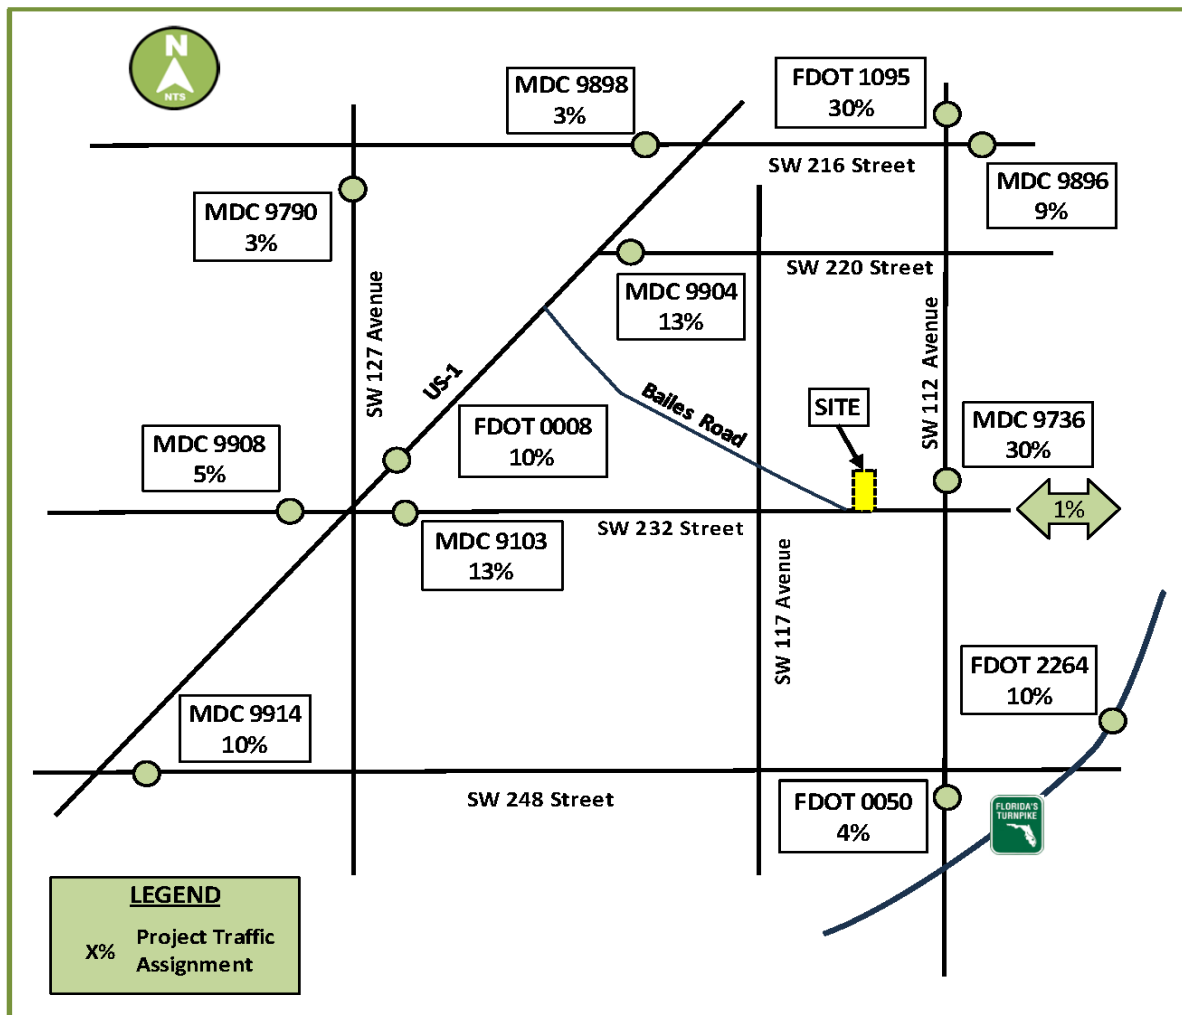 N
NTS
MDC 9898
3%
FDOT 1095
30%
SW 216 Street
MDC 9896
9%
MDC 9790
3%
SW 220 Street
MDC 9904
13%
SW 127 Avenue
US-1
Bailes Road
SITE
SW 112 Avenue
MDC 9736
30%
FDOT 0008
10%
MDC 9908
5%
1%
SW 232 Street
MDC 9103
13%
SW 117 Avenue
FDOT 2264
10%
MDC 9914
10%
SW 248 Street
FDOT 0050
4%
FLORIDA'S
TURNPIKE
LEGEND
X% Project Traffic
Assignment